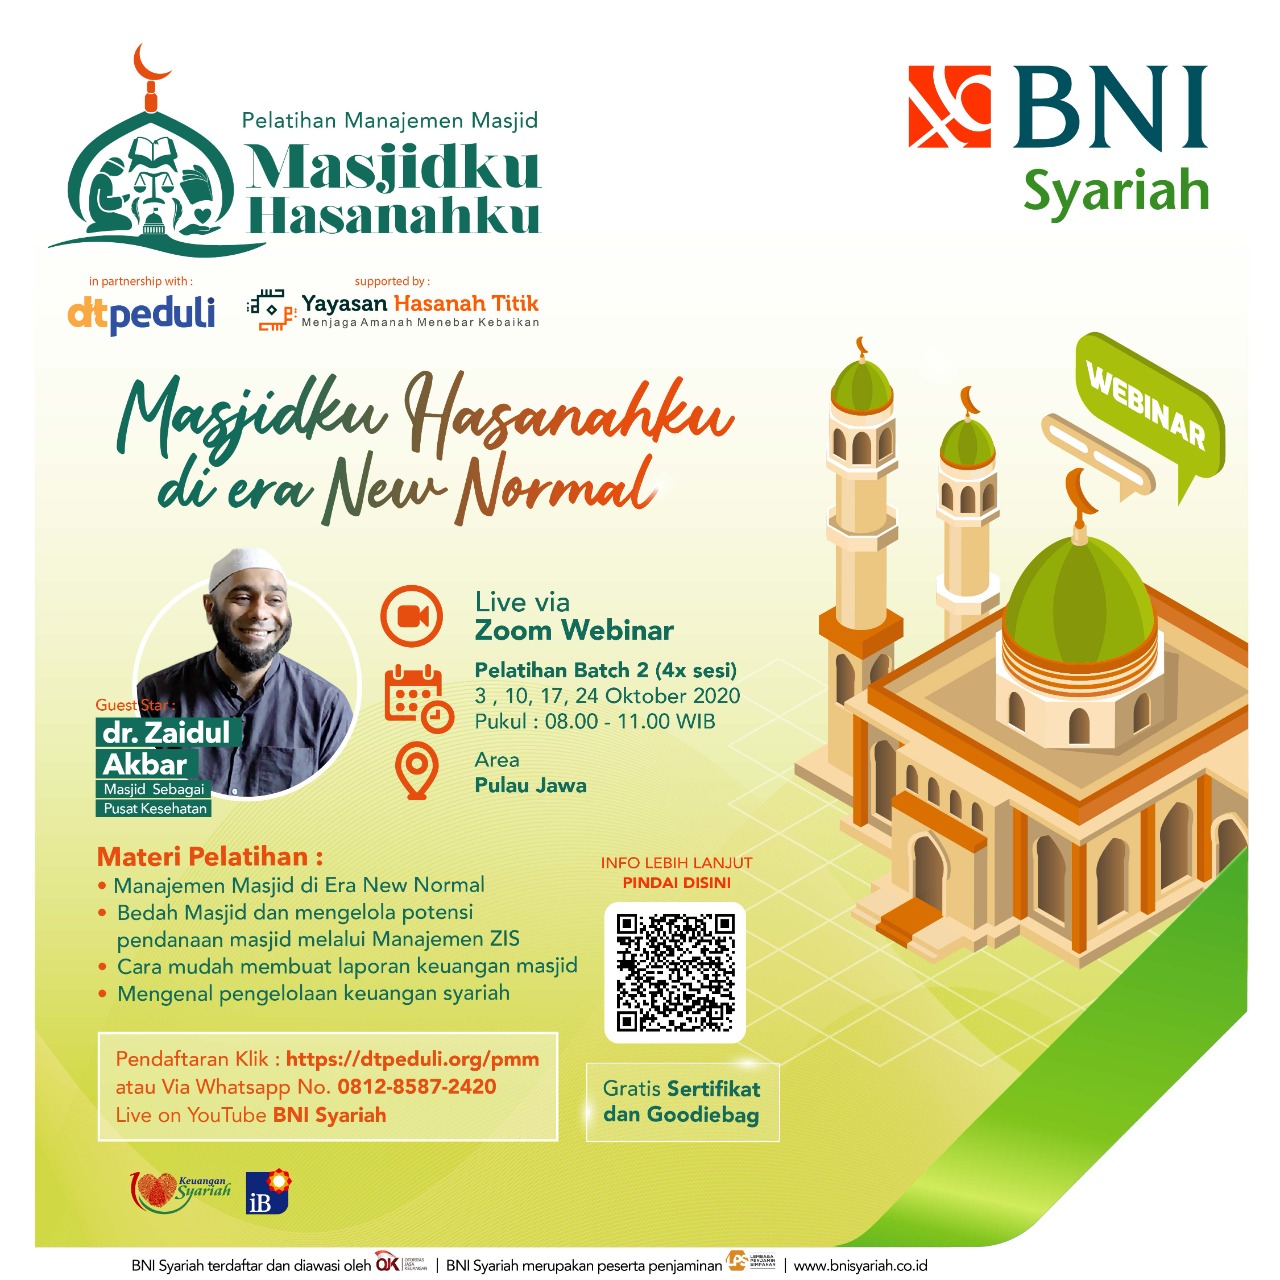 Pelatihan Manajemen Masjid
Masjidku
Hasanahku
BNI
Syariah
in partnership with :
dtpeduli
supported by :
Yayasan Hasanah Titik
Menjaga Amanah Menebar Kebaikan
Masjidku Hasanahku
di era New Normal
WEBINAR
Live via
Zoom Webinar
Pelatihan Batch 2 (4x sesi)
3 , 10, 17, 24 Oktober 2020
Pukul : 08.00 - 11.00 WIB
Area
Pulau Jawa
Guest Star :
dr. Zaidul
Akbar
Masjid Sebagai
Pusat Kesehatan
Materi Pelatihan :
• Manajemen Masjid di Era New Normal
• Bedah Masjid dan mengelola potensi
pendanaan masjid melalui Manajemen ZIS
• Cara mudah membuat laporan keuangan masjid
• Mengenal pengelolaan keuangan syariah
INFO LEBIH LANJUT
PINDAI DISINI
Pendaftaran Klik : https://dtpeduli.org/pmm
atau Via Whatsapp No. 0812-8587-2420
Live on YouTube BNI Syariah
Gratis Sertifikat
dan Goodiebag
Keuangan
Syariah
iB
BNI Syariah terdaftar dan diawasi oleh OJK OTORITAS JASA KEUANGAN | BNI Syariah merupakan peserta penjaminan LPS LEMBAGA PENJAMIN SIMPANAN | www.bnisyariah.co.id